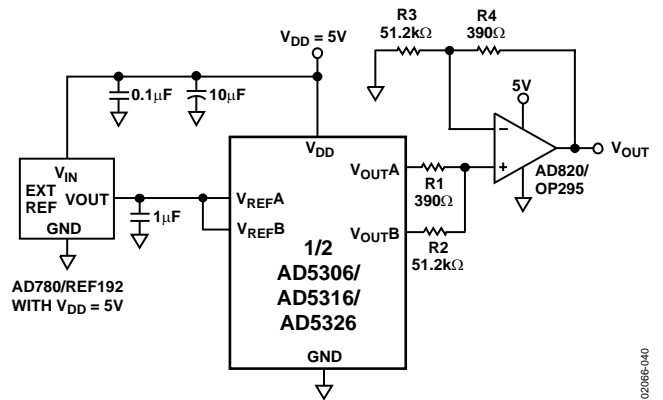 R3
51.2kΩ
R4
390Ω
VDD = 5V
5V
0.1μF
10μF
VIN
EXT
REF
VOUT
GND
1μF
AD780/REF192
WITH VDD = 5V
VDD
VREFA
VREFB
VOUTA
VOUTB
1/2
AD5306/
AD5316/
AD5326
GND
R1
390Ω
R2
51.2kΩ
−
+
AD820/
OP295
VOUT
02066-040